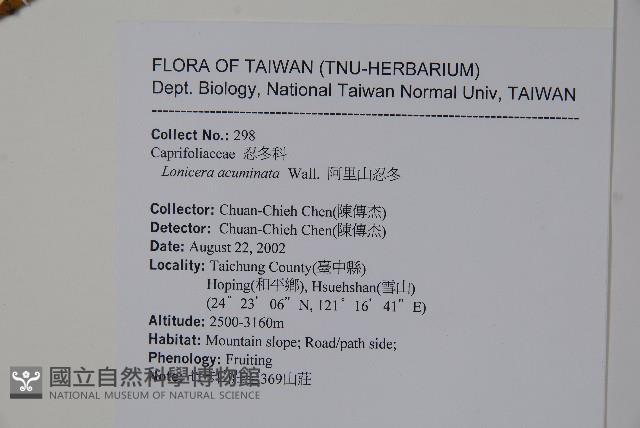 FLORA OF TAIWAN (TNU-HERBARIUM)
Dept. Biology, National Taiwan Normal Univ, TAIWAN
Collect No.: 298
Caprifoliaceae 忍冬科
Lonicera acuminata Wall. 阿里山忍冬
Collector: Chuan-Chieh Chen(陳傳杰)
Detector: Chuan-Chieh Chen(陳傳杰)
Date: August 22, 2002
Locality: Taichung County(臺中縣)
Hoping(和平鄉), Hsuehshan(雪山)
(24° 23' 06" N, 121° 16' 41" E)
Altitude: 2500-3160m
Habitat: Mountain slope; Road/path side;
Phenology: Fruiting
Note: 369山莊
國立自然科學博物館
NATIONAL MUSEUM OF NATURAL SCIENCE